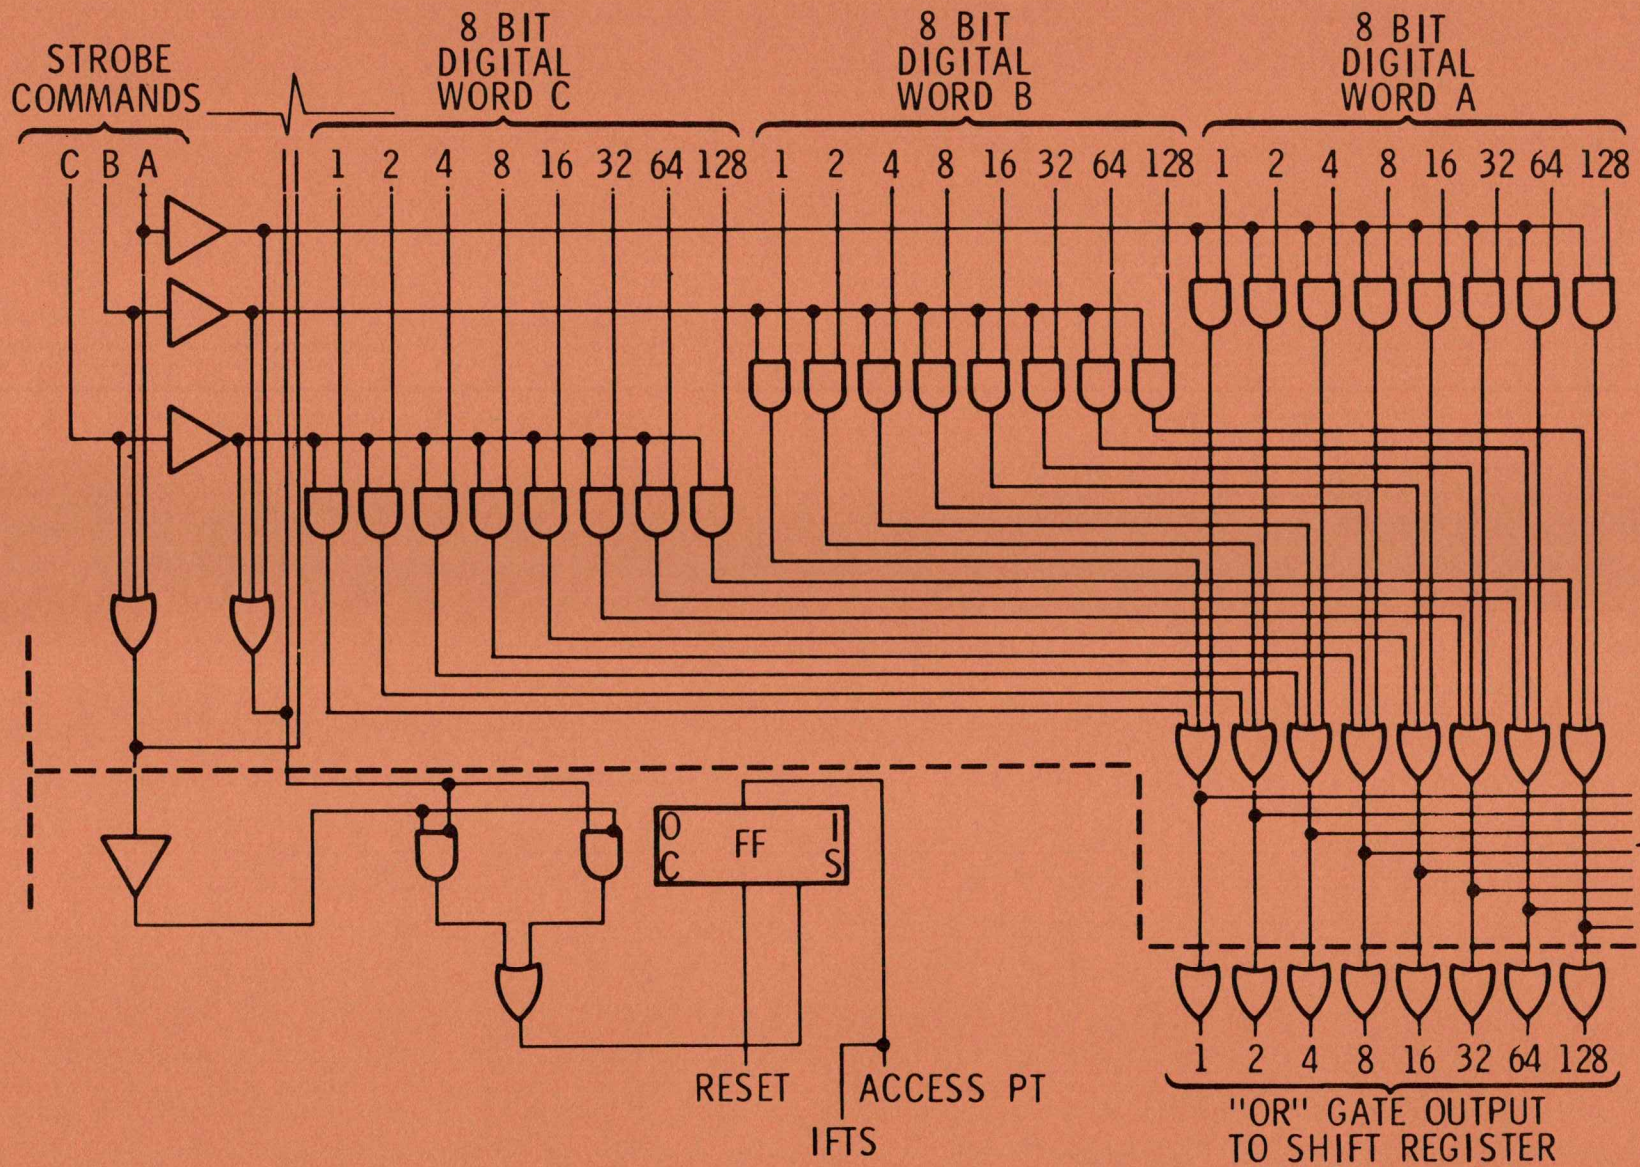 STROBE
COMMANDS
8 BIT
DIGITAL
WORD C
8 BIT
DIGITAL
WORD B
8 BIT
DIGITAL
WORD A
C B A
1 2 4 8 16 32 64 128
1 2 4 8 16 32 64 128
1 2 4 8 16 32 64 128
O FF I
C S
RESET
ACCESS PT
IFTS
1 2 4 8 16 32 64 128
"OR" GATE OUTPUT
TO SHIFT REGISTER